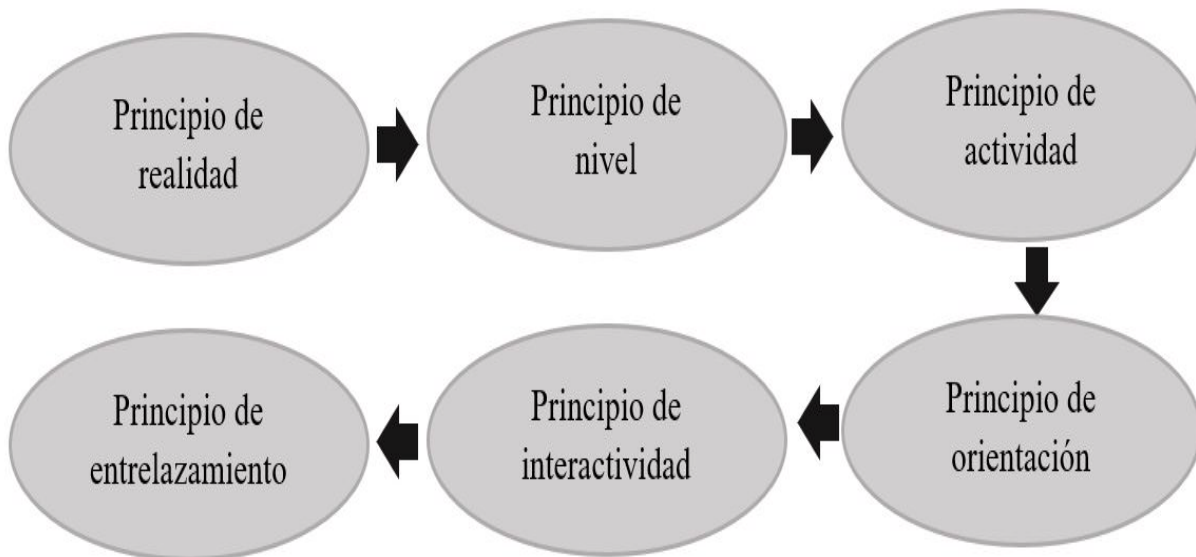 Principio de
realidad
Principio de
nivel
Principio de
actividad
Principio de
orientación
Principio de
interactividad
Principio de
entrelazamiento